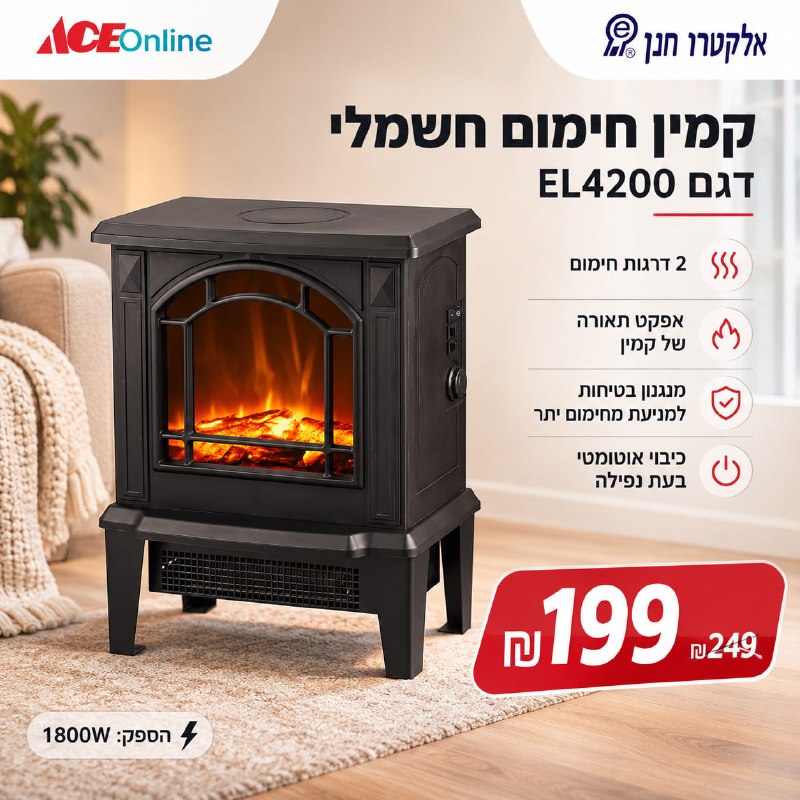 ACEOnline
אלקטרו חנן
קמין חימום חשמלי
דגם EL4200
2 דרגות חימום
אפקט תאורה
של קמין
מנגנון בטיחות
למניעת מחימום יתר
כיבוי אוטומטי
בעת נפילה
₪199
₪249
הספק: 1800W